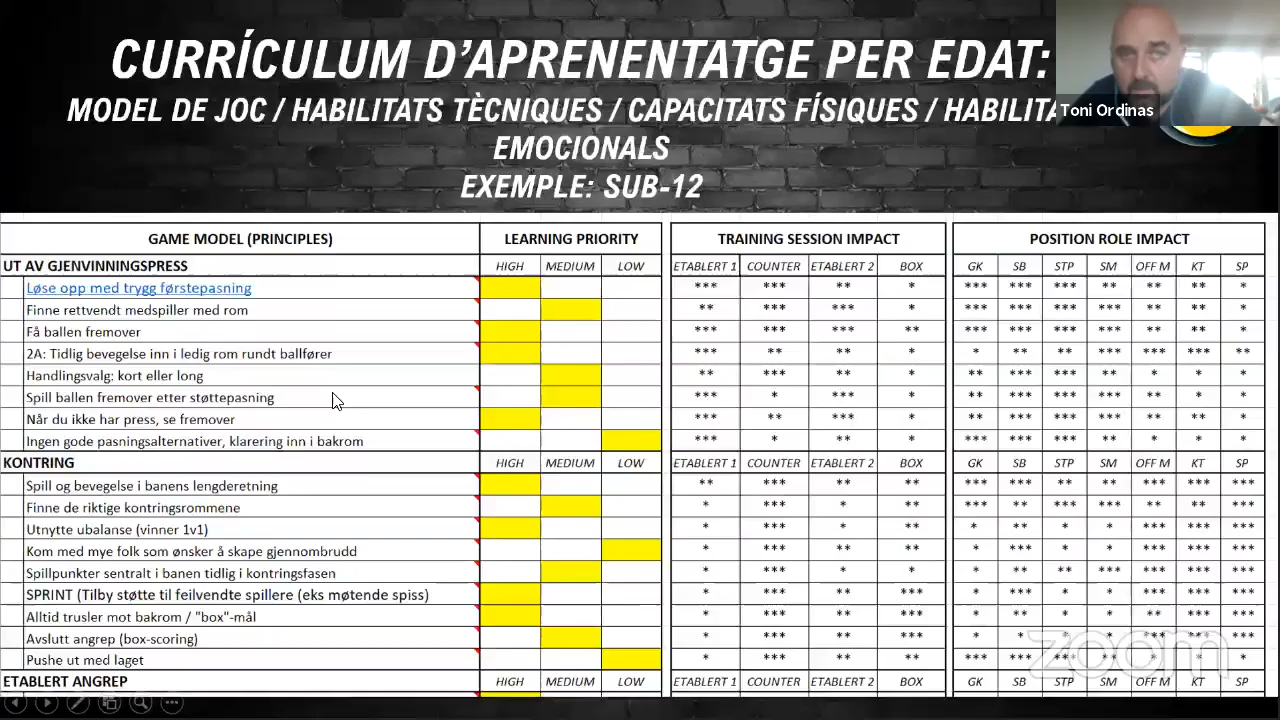 CURRÍCULUM D'APRENENTATGE PER EDAT:
MODEL DE JOC / HABILITATS TÈCNIQUES / CAPACITATS FÍSIQUES / HABILITA
EMOCIONALS
EXEMPLE: SUB-12
Toni Ordinas
GAME MODEL (PRINCIPLES) LEARNING PRIORITY TRAINING SESSION IMPACT POSITION ROLE IMPACT
UT AV GJENVINNINGSPRESS HIGH MEDIUM LOW ETABLERT 1 COUNTER ETABLERT 2 BOX GK SB STP SM OFF M KT SP
Løse opp med trygg førstepasning *** *** *** * *** *** *** ** ** ** *
Finne rettvendt medspiller med rom ** *** *** * *** *** *** *** ** * *
Få ballen fremover *** *** *** ** *** *** *** ** ** ** *
2A: Tidlig bevegelse inn i ledig rom rundt ballfører *** ** ** * * ** ** *** *** *** **
Handlingsvalg: kort eller long ** *** ** * ** *** *** ** * * *
Spill ballen fremover etter støttepasning *** * *** * ** *** *** *** ** * *
Når du ikke har press, se fremover *** ** *** * ** *** *** *** ** ** *
Ingen gode pasningsalternativer, klarering inn i bakrom *** * ** * *** *** *** * * * *
KONTRING HIGH MEDIUM LOW ETABLERT 1 COUNTER ETABLERT 2 BOX GK SB STP SM OFF M KT SP
Spill og bevegelse i banens lengderetning ** *** ** ** *** *** ** ** *** *** ***
Finne de riktige kontringsrommene * *** * ** *** ** *** *** ** *** ***
Utnytte ubalanse (vinner 1v1) * *** * ** * ** * * *** *** ***
Kom med mye folk som ønsker å skape gjennombrudd * *** ** ** * ** * * *** *** ***
Spillpunkter sentralt i banen tidlig i kontringsfasen * *** ** ** * * ** *** *** *** ***
SPRINT (Tilby støtte til feilvendte spillere (eks møtende spiss) * *** ** ** * ** * ** *** *** ***
Alltid trusler mot bakrom / "box"-mål * *** ** *** * ** * * ** *** ***
Avslutt angrep (box-scoring) * *** ** *** * * *** *** ***
Pushe ut med laget * *** ** ** *** *** *** *
ETABLERT ANGREP HIGH MEDIUM LOW ETABLERT 1 COUNTER ETABLERT 2 BOX GK SB STP SM OFF M KT SP
zoom